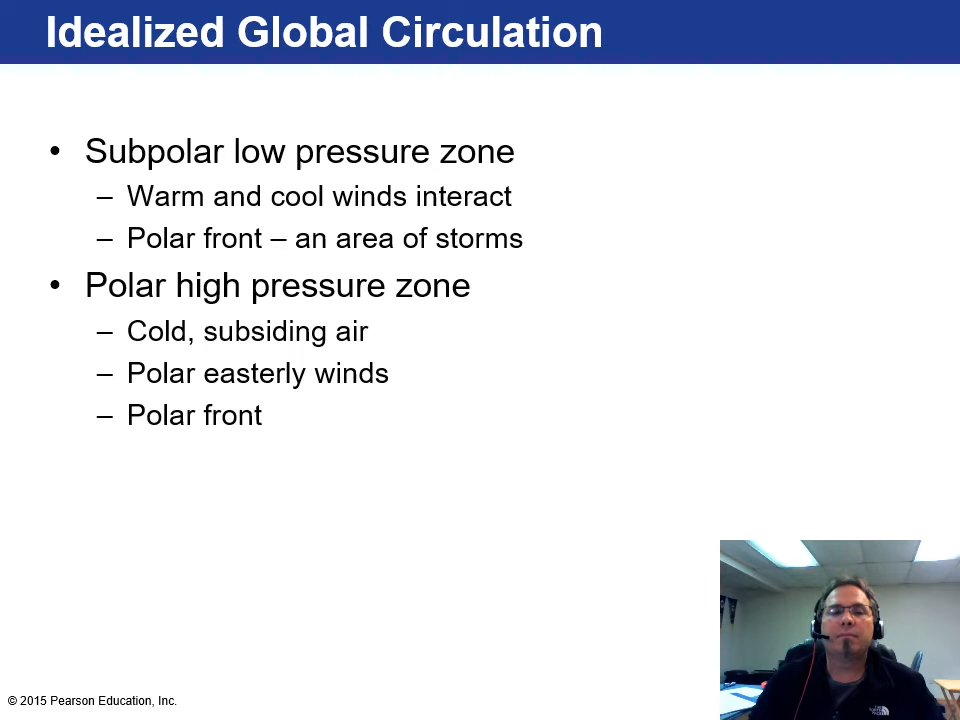 Idealized Global Circulation
• Subpolar low pressure zone
– Warm and cool winds interact
– Polar front – an area of storms
• Polar high pressure zone
– Cold, subsiding air
– Polar easterly winds
– Polar front
© 2015 Pearson Education, Inc.